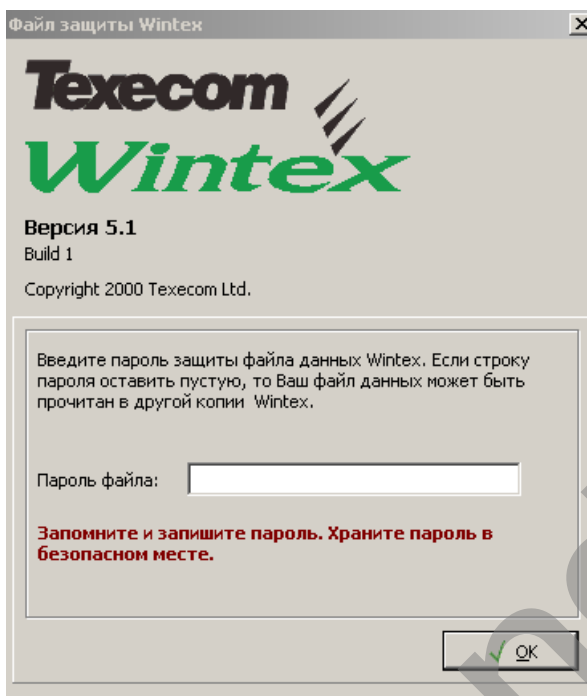 Файл защиты Wintex
Texecom
Wintex
Версия 5.1
Build 1
Copyright 2000 Texecom Ltd.
Введите пароль защиты файла данных Wintex. Если строку
пароля оставить пустую, то Ваш файл данных может быть
прочитан в другой копии Wintex.
Пароль файла:
Запомните и запишите пароль. Храните пароль в
безопасном месте.
OK